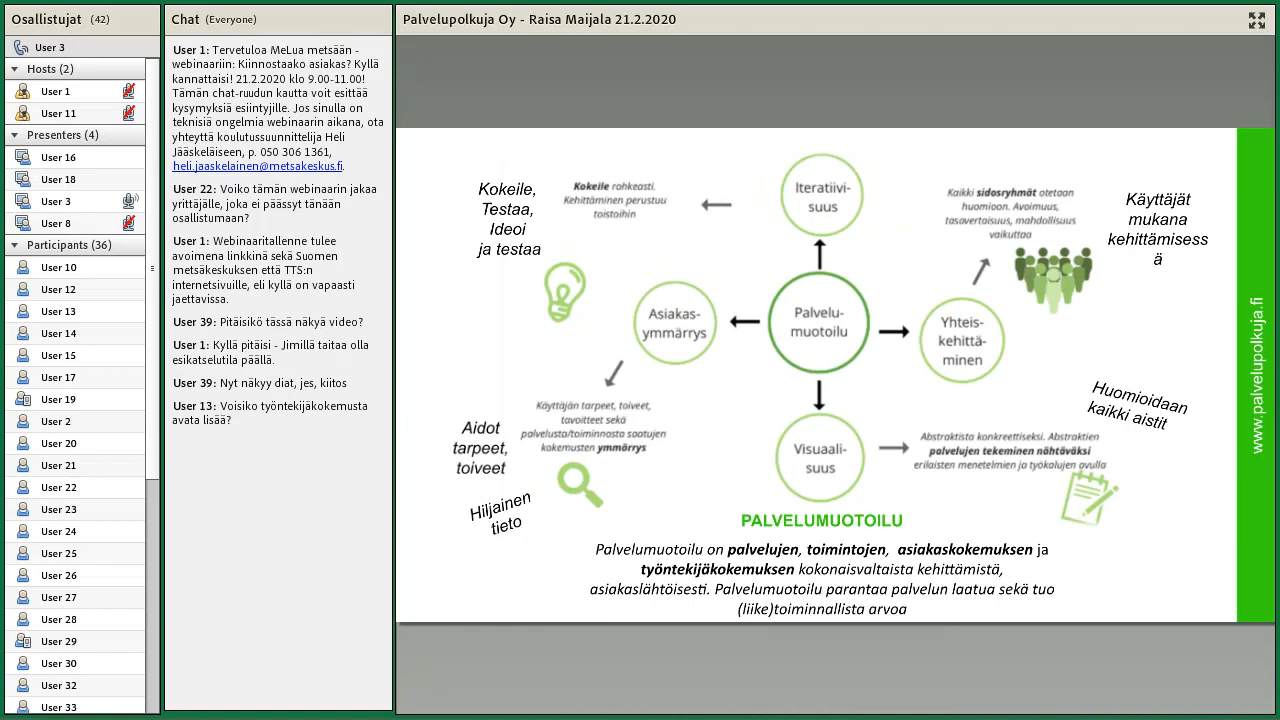 Osallistujat (42)
User 3
Hosts (2)
User 1
User 11
Presenters (4)
User 16
User 18
User 3
User 8
Participants (36)
User 10
User 12
User 13
User 14
User 15
User 17
User 19
User 2
User 20
User 21
User 22
User 23
User 24
User 25
User 26
User 27
User 28
User 29
User 30
User 32
User 33
Chat (Everyone)
User 1: Tervetuloa MeLua metsään -
webinaariin: Kiinnostaako asiakas? Kyllä
kannattaisi! 21.2.2020 klo 9.00-11.00!
Tämän chat-ruudun kautta voit esittää
kysymyksiä esiintyjille. Jos sinulla on
teknisiä ongelmia webinaarin aikana, ota
yhteyttä koulutussuunnittelija Heli
Jääskeläiseen, p. 050 306 1361,
heli.jaaskelainen@metsakeskus.fi.
User 22: Voiko tämän webinaarin jakaa
yrittäjälle, joka ei päässyt tänään
osallistumaan?
User 1: Webinaaritallenne tulee
avoimena linkkinä sekä Suomen
metsäkeskuksen että TTS:n
internetsivuille, eli kyllä on vapaasti
jaettavissa.
User 39: Pitäisikö tässä näkyä video?
User 1: Kyllä pitäisi - Jimillä taitaa olla
esikatselutila päällä.
User 39: Nyt näkyy diat, jes, kiitos
User 13: Voisiko työntekijäkokemusta
avata lisää?
Palvelupolkuja Oy - Raisa Maijala 21.2.2020
Kokeile,
Testaa,
Ideoi
ja testaa
Kokeile rohkeasti.
Kehittäminen perustuu
toistoihin
Iteratiivi-
suus
Kaikki sidosryhmät otetaan
huomioon. Avoimuus,
tasavertaisuus, mahdollisuus
vaikuttaa
Käyttäjät
mukana
kehittämisess
ä
Asiakas-
ymmärrys
Palvelu-
muotoilu
Yhteis-
kehittä-
minen
Käyttäjän tarpeet, toiveet,
tavoitteet sekä
palvelusta/toiminnosta saatujen
kokemusten ymmärrys
Aidot
tarpeet,
toiveet
Hiljainen
tieto
Visuaali-
suus
Abstraktista konkreettiseksi. Abstraktien
palvelujen tekeminen nähtäväksi
erilaisten menetelmien ja työkalujen avulla
Huomioidaan
kaikki aistit
PALVELUMUOTOILU
Palvelumuotoilu on palvelujen, toimintojen, asiakaskokemuksen ja
työntekijäkokemuksen kokonaisvaltaista kehittämistä,
asiakaslähtöisesti. Palvelumuotoilu parantaa palvelun laatua sekä tuo
(liike)toiminnallista arvoa
www.palvelupolkuja.fi